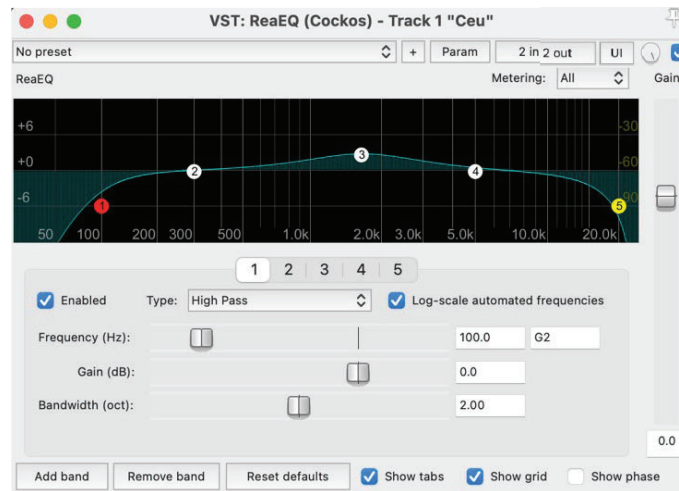 VST: ReaEQ (Cockos) - Track 1 "Ceu"
No preset + Param 2 in 2 out UI
ReaEQ Metering: All Gain
+6 -30
+0 -60
-6 -90
1 2 3 4 5
50 100 200 300 500 1.0k 2.0k 3.0k 5.0k 10.0k 20.0k
1 2 3 4 5
Enabled Type: High Pass Log-scale automated frequencies
Frequency (Hz): 100.0 G2
Gain (dB): 0.0
Bandwidth (oct): 2.00
0.0
Add band Remove band Reset defaults Show tabs Show grid Show phase